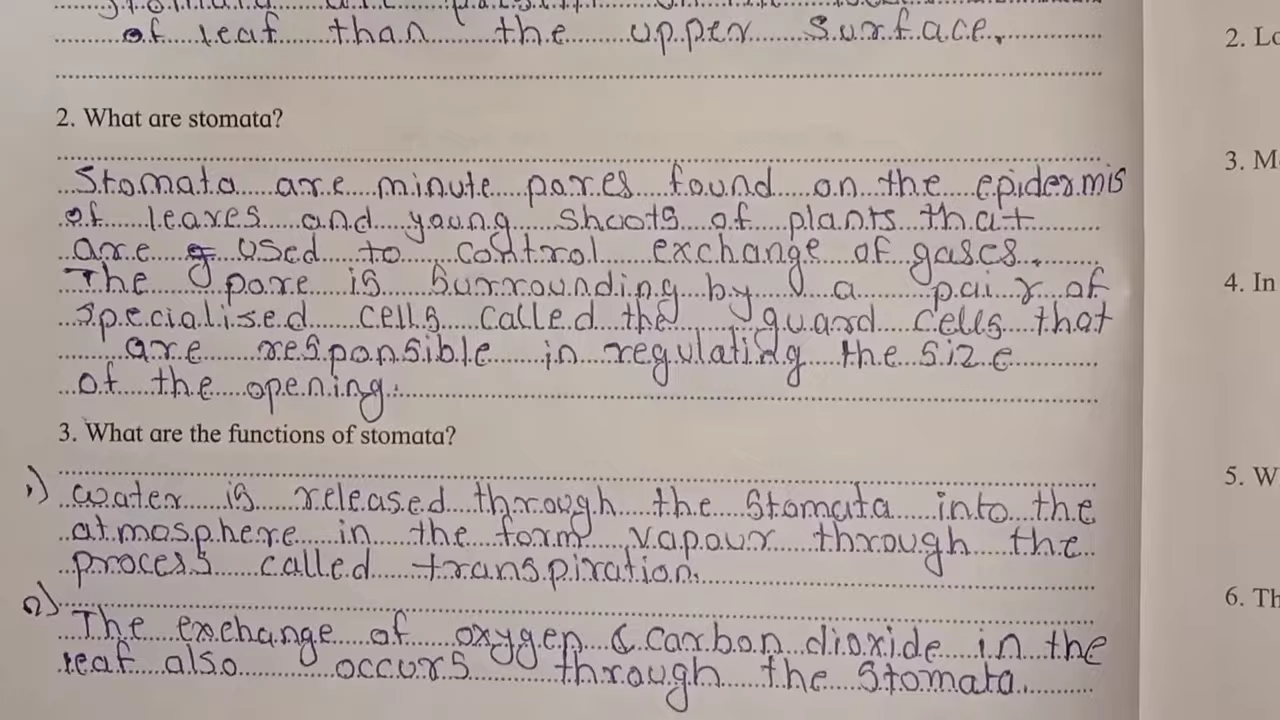 of leaf than the upper surface.
2. What are stomata?
Stomata are minute pores found on the epidermis
of leaves and young shoots of plants that
are used to control exchange of gases.
The pore is surrounding by a pair of
specialised cells called the guard cells that
are responsible in regulating the size
of the opening.
3. What are the functions of stomata?
1) water is released through the stomata into the
atmosphere in the form vapour through the
process called transpiration.
2) The exchange of oxygen & carbon dioxide in the
leaf also occurs through the stomata.
2. Lo
3. M
4. In
5. W
6. Th